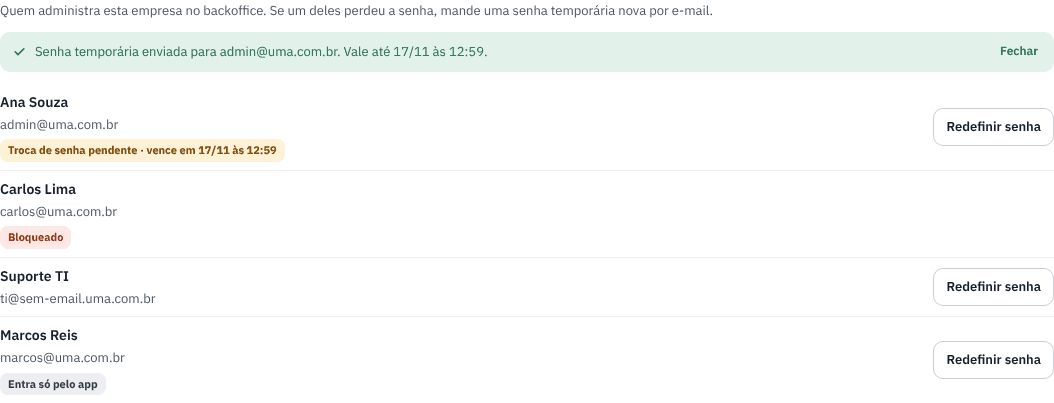 Quem administra esta empresa no backoffice. Se um deles perdeu a senha, mande uma senha temporária nova por e-mail.
Senha temporária enviada para admin@uma.com.br. Vale até 17/11 às 12:59.
Fechar
Ana Souza
admin@uma.com.br
Troca de senha pendente · vence em 17/11 às 12:59
Redefinir senha
Carlos Lima
carlos@uma.com.br
Bloqueado
Suporte TI
ti@sem-email.uma.com.br
Redefinir senha
Marcos Reis
marcos@uma.com.br
Entra só pelo app
Redefinir senha